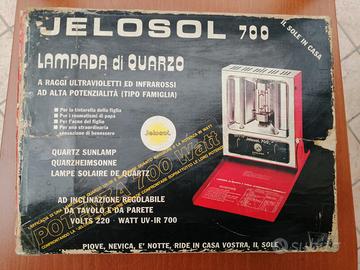 JELOSOL 700
IL SOLE IN CASA
LAMPADA di QUARZO
A RAGGI ULTRAVIOLETTI ED INFRAROSSI
AD ALTA POTENZIALITÀ (TIPO FAMIGLIA)
Per la tintarella della figlia
Per i reumatismi di papà
Per l'acne del figlio
Per una straordinaria
sensazione di benessere
Jelosol
QUARTZ SUNLAMP
QUARZHEIMSONNE
LAMPE SOLAIRE DE QUARTZ
POTENZA 700 Watt
AD INCLINAZIONE REGOLABILE
DA TAVOLO E DA PARETE
VOLTS 220 - WATT UV-IR 700
PIOVE, NEVICA, E' NOTTE, RIDE IN CASA VOSTRA, IL SOLE
subito